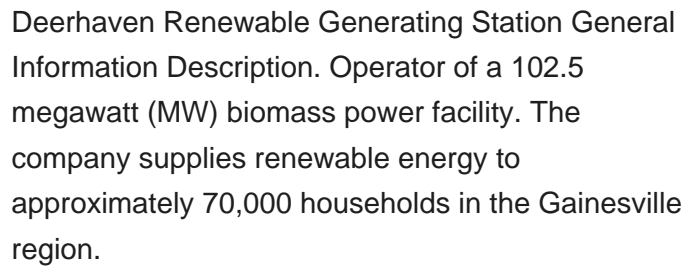 Deerhaven Renewable Generating Station General
Information Description. Operator of a 102.5
megawatt (MW) biomass power facility. The
company supplies renewable energy to
approximately 70,000 households in the Gainesville
region.